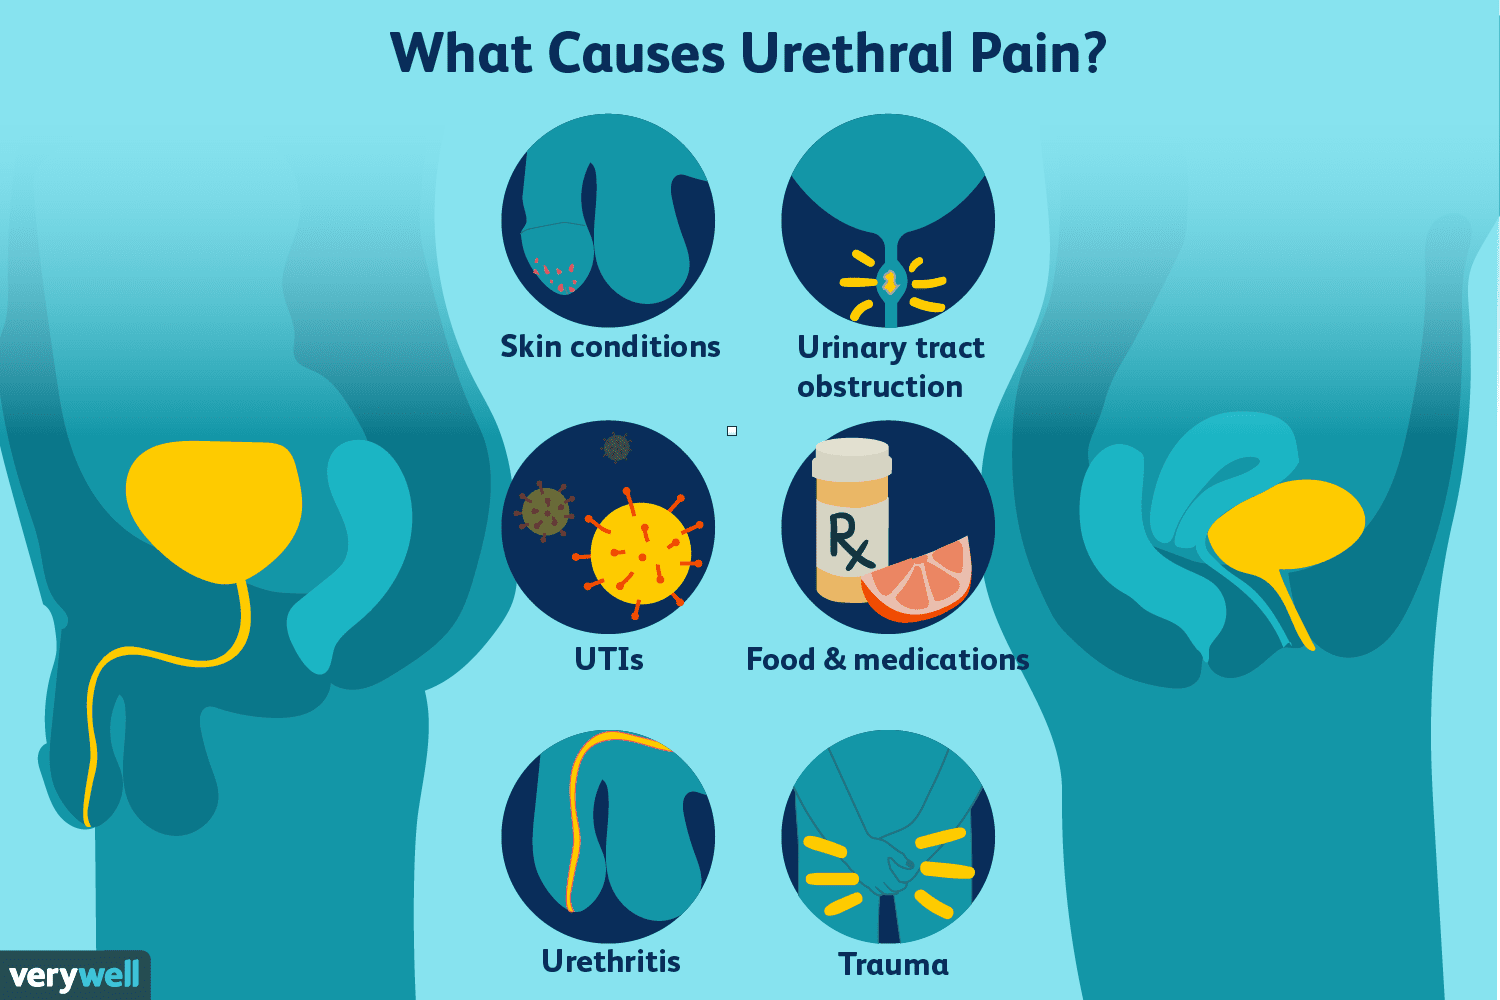 What Causes Urethral Pain?
Skin conditions
Urinary tract
obstruction
Rx
UTIs
Food & medications
Urethritis
Trauma
verywell